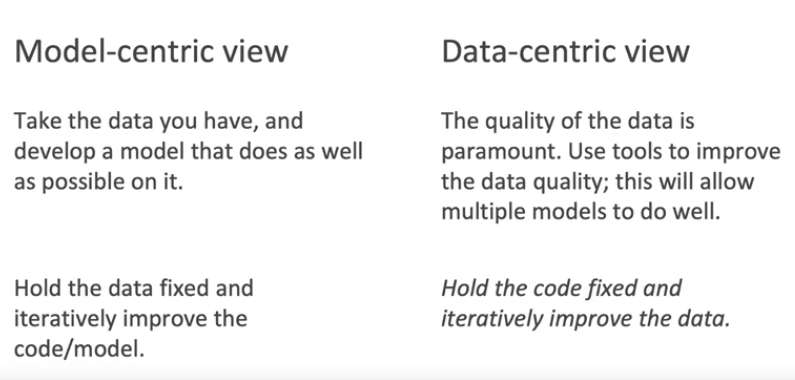 Model-centric view
Take the data you have, and
develop a model that does as well
as possible on it.
Hold the data fixed and
iteratively improve the
code/model.
Data-centric view
The quality of the data is
paramount. Use tools to improve
the data quality; this will allow
multiple models to do well.
Hold the code fixed and
iteratively improve the data.